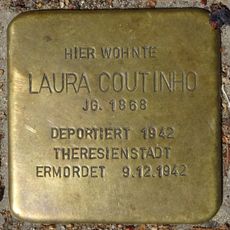 HIER WOHNTE
LAURA COUTINHO
JG. 1868
DEPORTIERT 1942
THERESIENSTADT
ERMORDET 9.12.1942